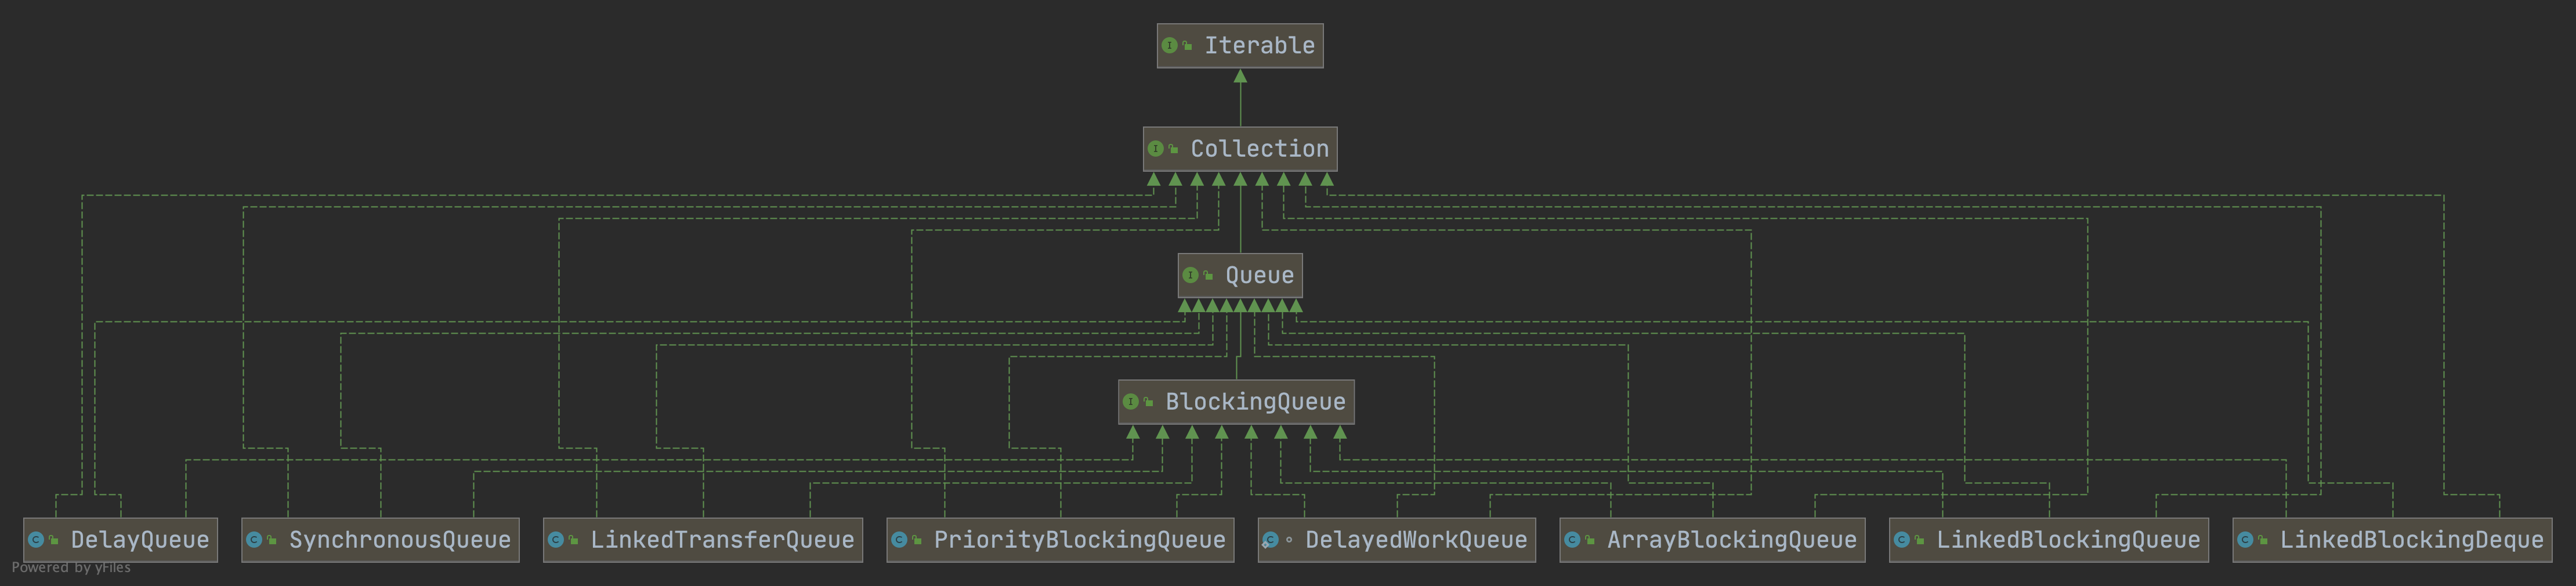 Iterable
Collection
Queue
BlockingQueue
DelayQueue
SynchronousQueue
LinkedTransferQueue
PriorityBlockingQueue
DelayedWorkQueue
ArrayBlockingQueue
LinkedBlockingQueue
LinkedBlockingDeque
Powered by yFiles